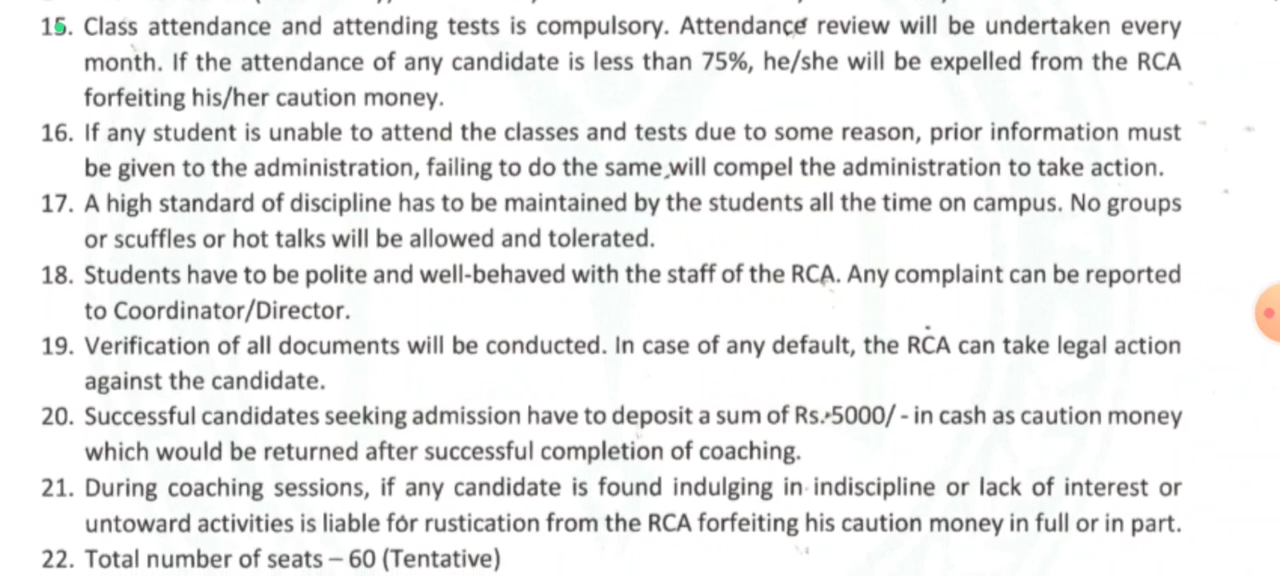 15. Class attendance and attending tests is compulsory. Attendance review will be undertaken every
month. If the attendance of any candidate is less than 75%, he/she will be expelled from the RCA
forfeiting his/her caution money.
16. If any student is unable to attend the classes and tests due to some reason, prior information must
be given to the administration, failing to do the same will compel the administration to take action.
17. A high standard of discipline has to be maintained by the students all the time on campus. No groups
or scuffles or hot talks will be allowed and tolerated.
18. Students have to be polite and well-behaved with the staff of the RCA. Any complaint can be reported
to Coordinator/Director.
19. Verification of all documents will be conducted. In case of any default, the RCA can take legal action
against the candidate.
20. Successful candidates seeking admission have to deposit a sum of Rs. 5000/ - in cash as caution money
which would be returned after successful completion of coaching.
21. During coaching sessions, if any candidate is found indulging in indiscipline or lack of interest or
untoward activities is liable for rustication from the RCA forfeiting his caution money in full or in part.
22. Total number of seats – 60 (Tentative)